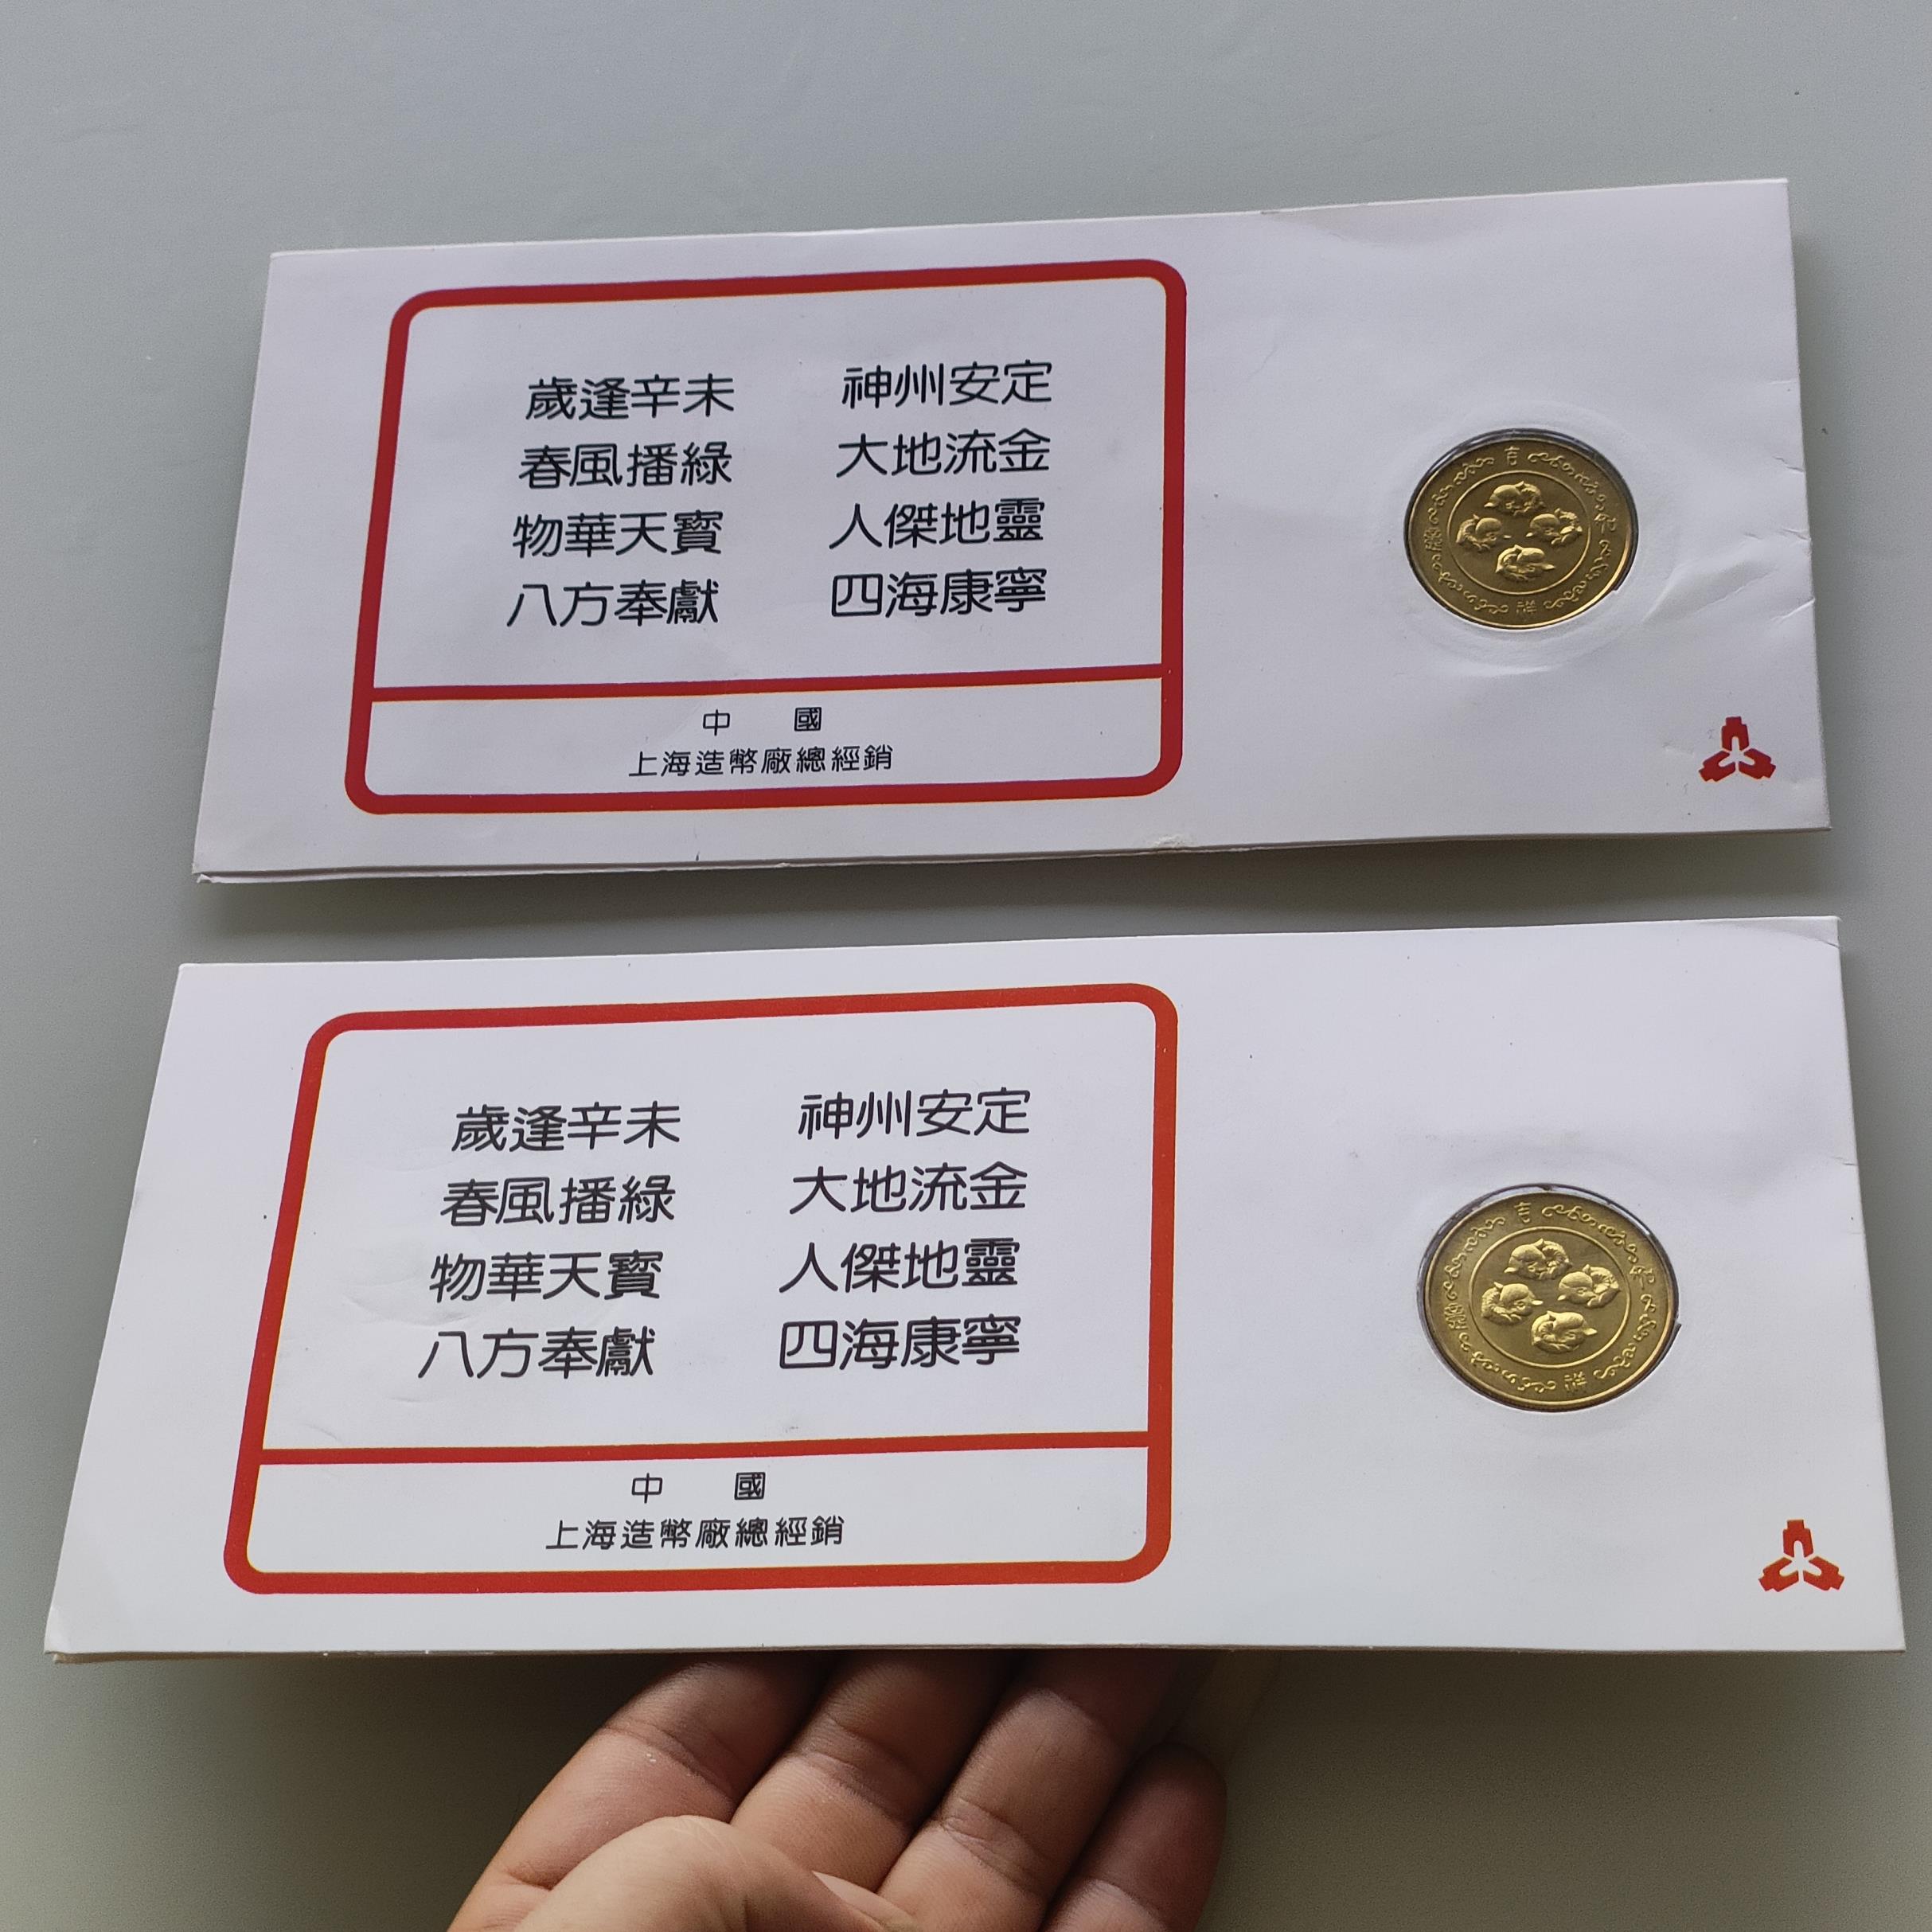 歲逢辛未 神州安定
春風播綠 大地流金
物華天寶 人傑地靈
八方奉獻 四海康寧
中國
上海造幣廠總經銷
吉
祥
歲逢辛未 神州安定
春風播綠 大地流金
物華天寶 人傑地靈
八方奉獻 四海康寧
中國
上海造幣廠總經銷
吉
祥